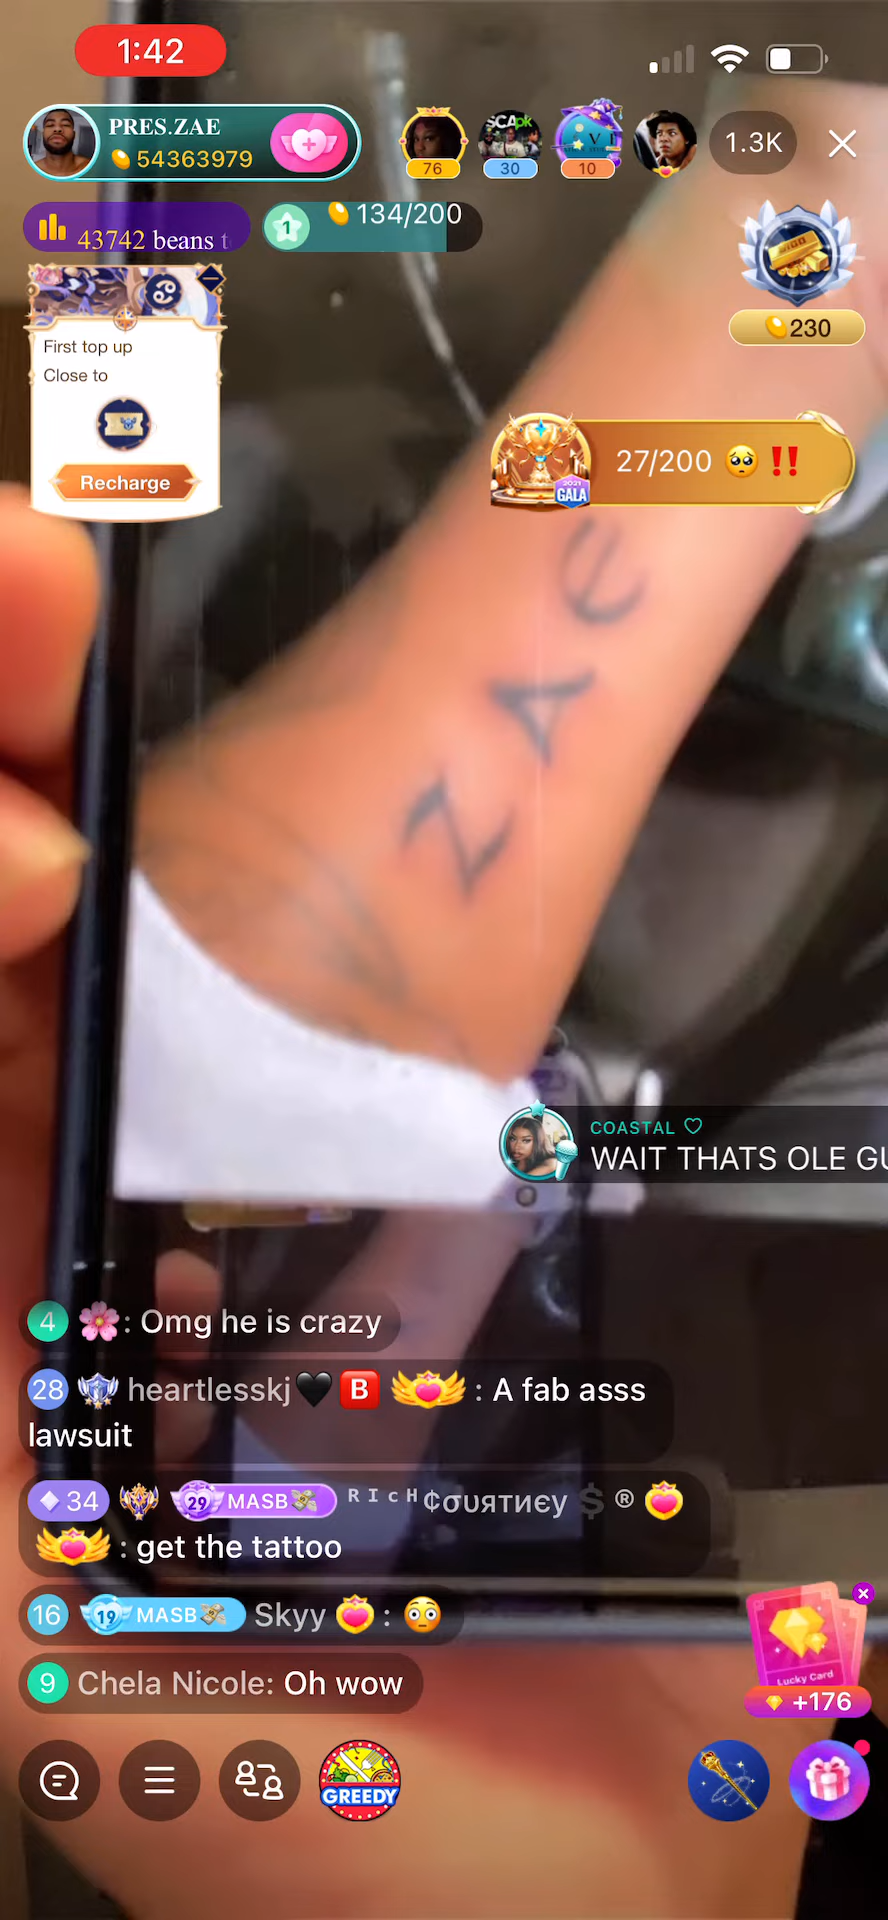 1:42
PRES.ZAE
54363979
76
30
10
1.3K
43742 beans t
1
134/200
230
First top up
Close to
Recharge
27/200 🥺 ‼️
2021
GALA
ZAE
COASTAL ♡
WAIT THATS OLE GU
4 🌸: Omg he is crazy
28 heartlesskj🖤 🅱️ : A fab asss
lawsuit
34 29 MASB💸 ᴿᴵᶜᴴ¢συятиєу 💲®
: get the tattoo
16 19 MASB💸 Skyy : 😳
9 Chela Nicole: Oh wow
Lucky Card
+176
GREEDY